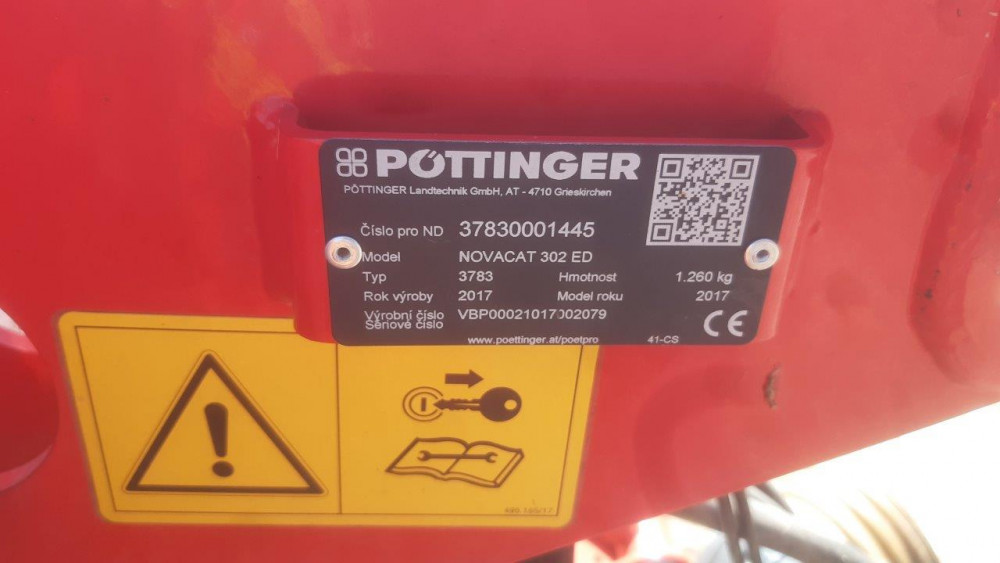 PÖTTINGER
PÖTTINGER Landtechnik GmbH, AT - 4710 Grieskirchen
Číslo pro ND 37830001445
Model NOVACAT 302 ED
Typ 3783 Hmotnost 1.260 kg
Rok výroby 2017 Model roku 2017
Výrobní číslo VBP00021017002079
Sériové číslo
CE
www.poettinger.at/poetpro 41-CS